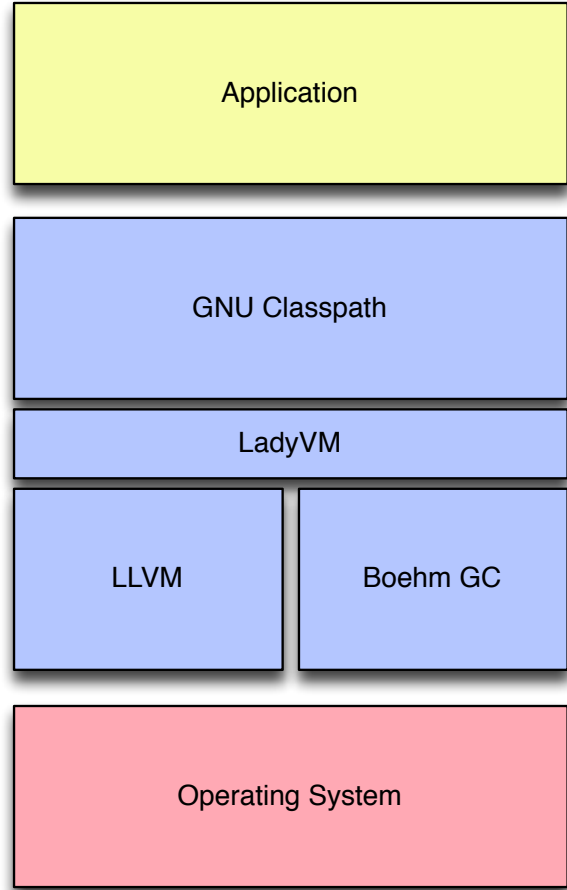 Application
GNU Classpath
LadyVM
LLVM
Boehm GC
Operating System